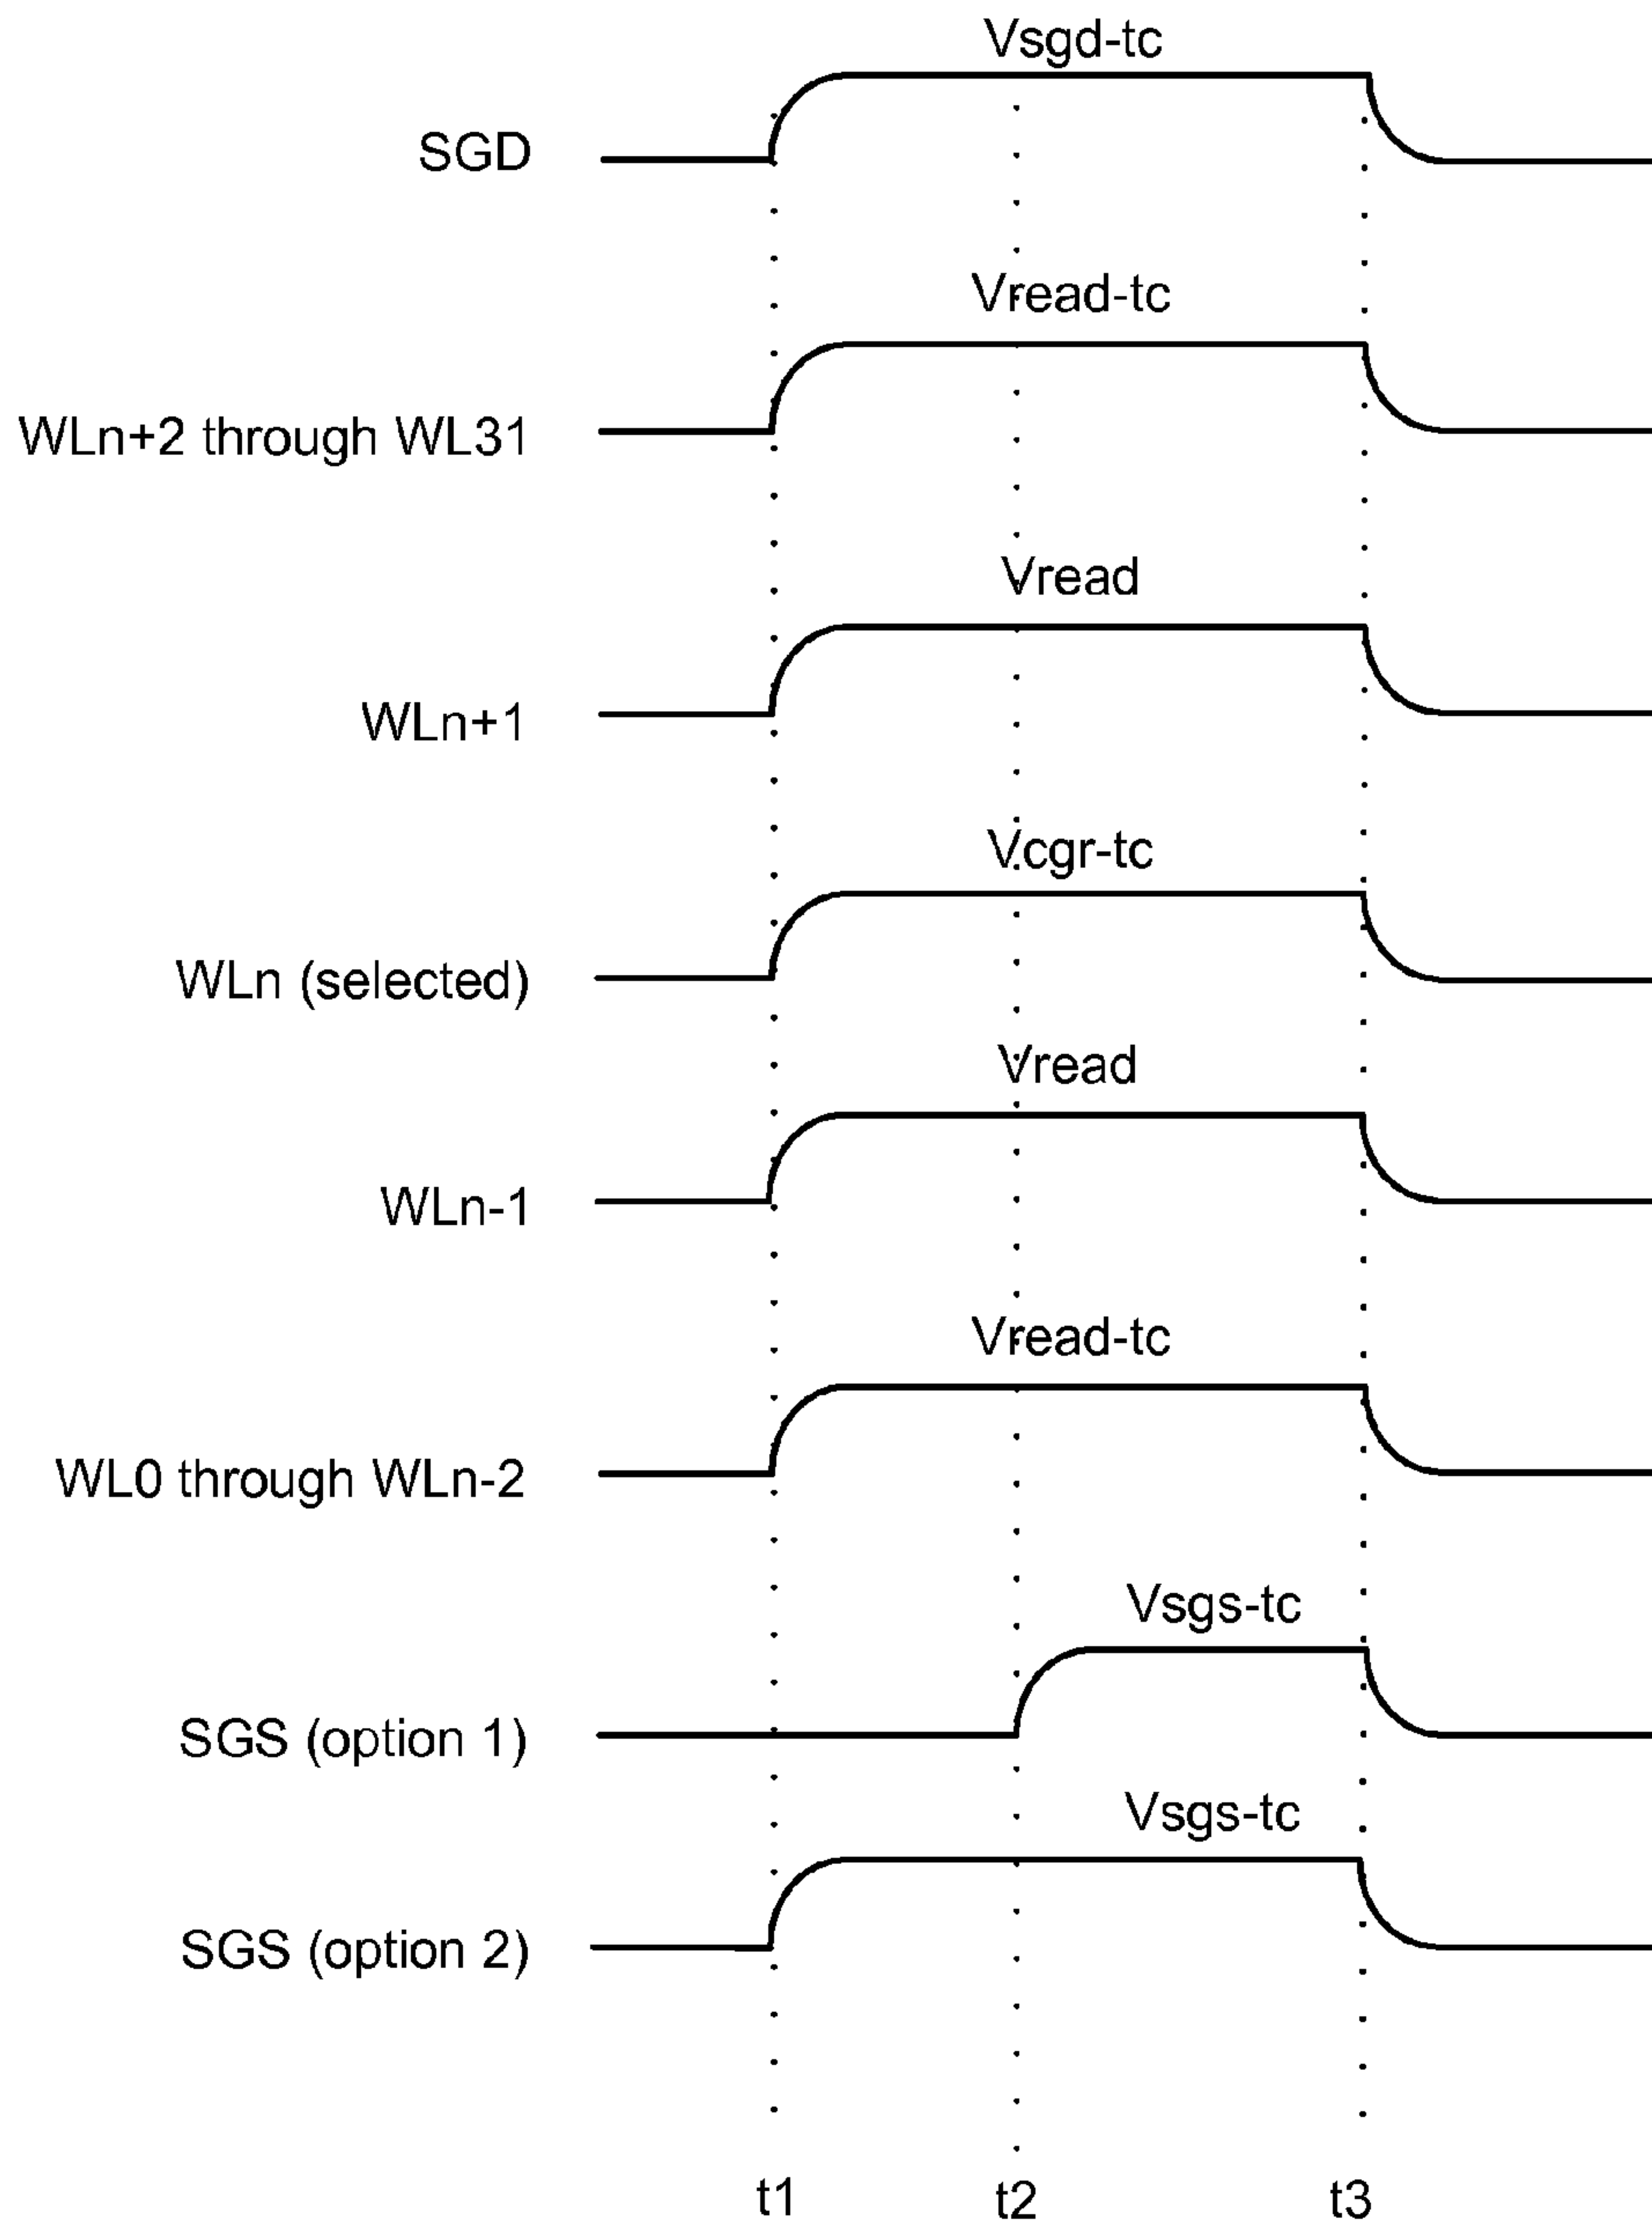 Vsgd-tc
SGD
Vread-tc
WLn+2 through WL31
Vread
WLn+1
Vcgr-tc
WLn (selected)
Vread
WLn-1
Vread-tc
WL0 through WLn-2
Vsgs-tc
SGS (option 1)
Vsgs-tc
SGS (option 2)
t1 t2 t3